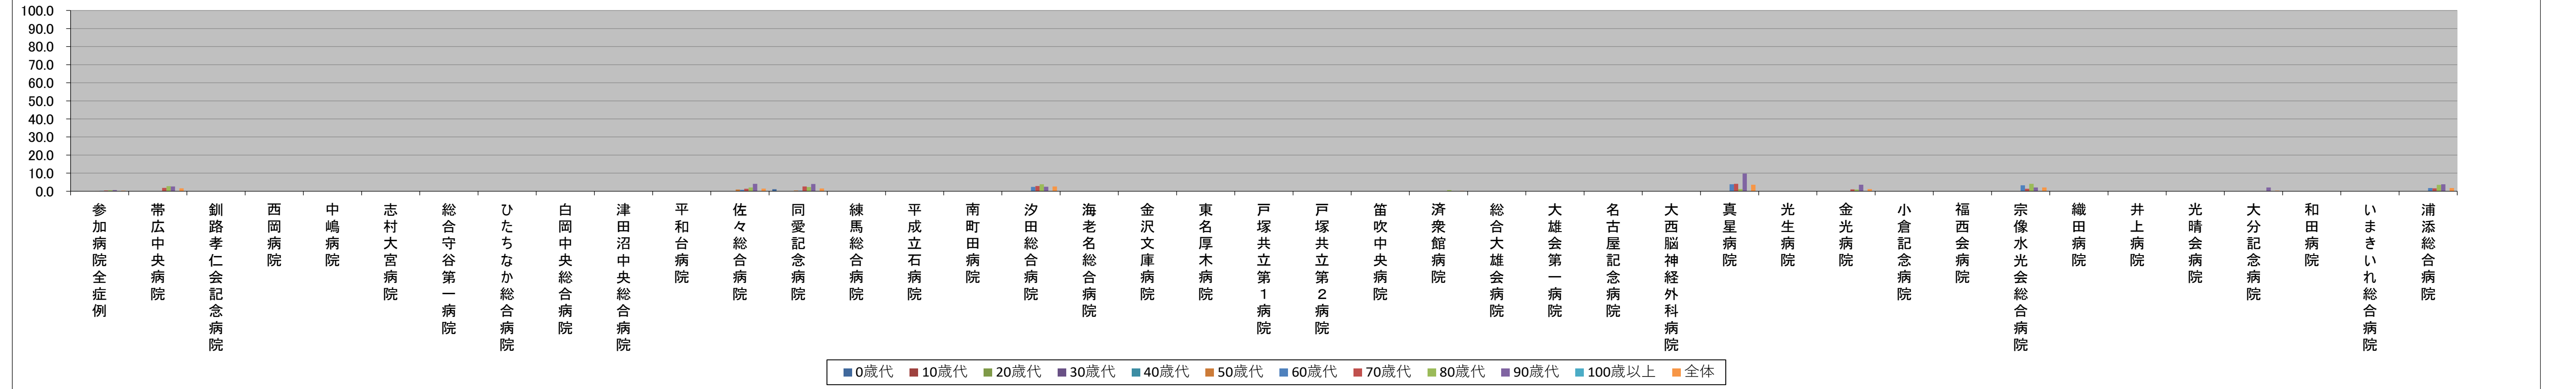 100.0
90.0
80.0
70.0
60.0
50.0
40.0
30.0
20.0
10.0
0.0
参加病院全症例
帯広中央病院
釧路孝仁会記念病院
西岡病院
中嶋病院
志村大宮病院
総合守谷第一病院
ひたちなか総合病院
白岡中央総合病院
津田沼中央総合病院
平和台病院
佐々総合病院
同愛記念病院
練馬総合病院
平成立石病院
南町田病院
汐田総合病院
海老名総合病院
金沢文庫病院
東名厚木病院
戸塚共立第1病院
戸塚共立第2病院
笛吹中央病院
済衆館病院
総合大雄会病院
大雄会第一病院
名古屋記念病院
大西脳神経外科病院
真星病院
光生病院
金光病院
小倉記念病院
福西会病院
宗像水光会総合病院
織田病院
井上病院
光晴会病院
大分記念病院
和田病院
いまきいれ総合病院
浦添総合病院
0歳代 10歳代 20歳代 30歳代 40歳代 50歳代 60歳代 70歳代 80歳代 90歳代 100歳以上 全体